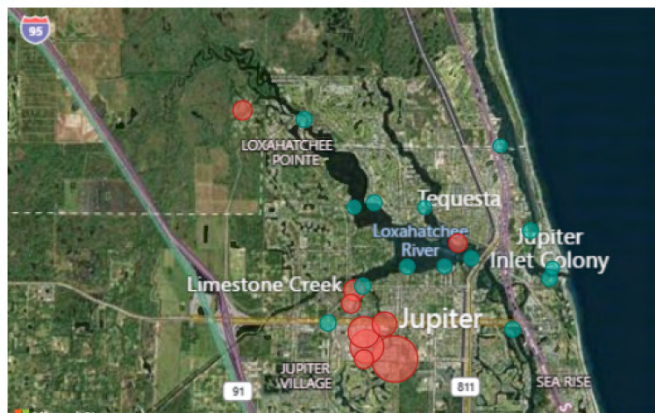 95
LOXAHATCHEE
POINTE
Tequesta
Loxahatchee
River
Jupiter
Inlet Colony
Limestone Creek
Jupiter
JUPITER
VILLAGE
91
811
SEA RISE